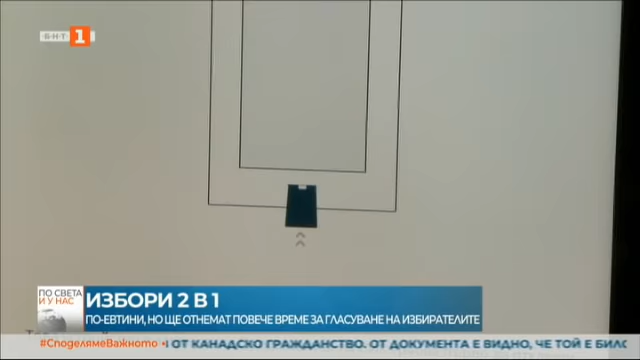 БНТ 1
ПО СВЕТА
И У НАС
ИЗБОРИ 2 В 1
ПО-ЕВТИНИ, НО ЩЕ ОТНЕМАТ ПОВЕЧЕ ВРЕМЕ ЗА ГЛАСУВАНЕ НА ИЗБИРАТЕЛИТЕ
#СподелямеВажното • И ОТ КАНАДСКО ГРАЖДАНСТВО. ОТ ДОКУМЕНТА Е ВИДНО, ЧЕ ТОЙ Е БИЛ